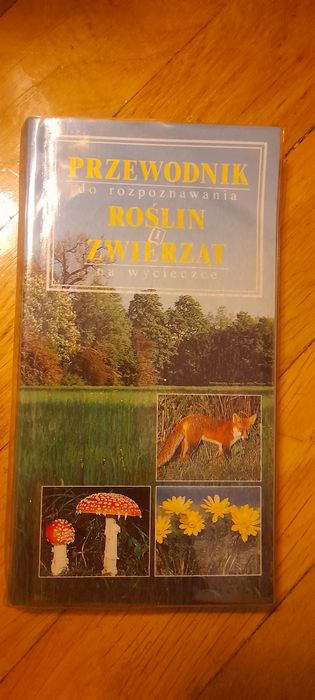 PRZEWODNIK
do rozpoznawania
ROŚLIN
i
ZWIERZĄT
na wycieczce